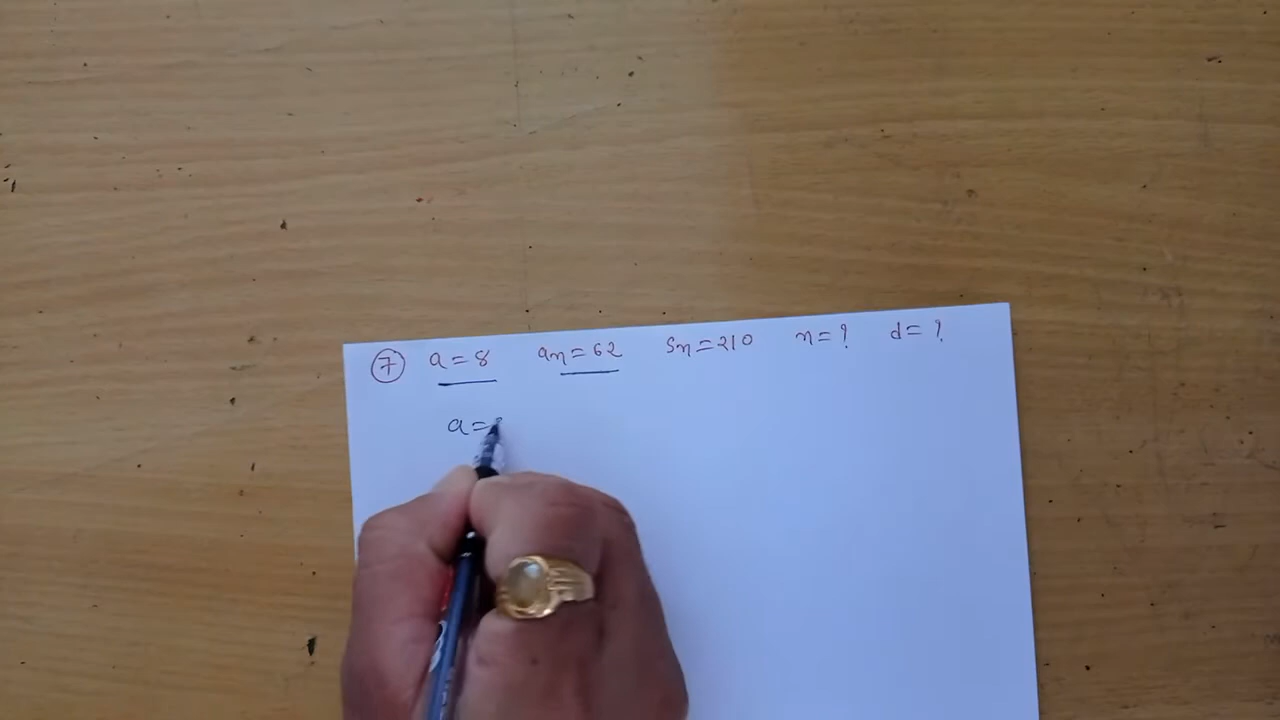 ⑦ a = 8 an = 62 Sn = 210 n = ? d = ?
a =